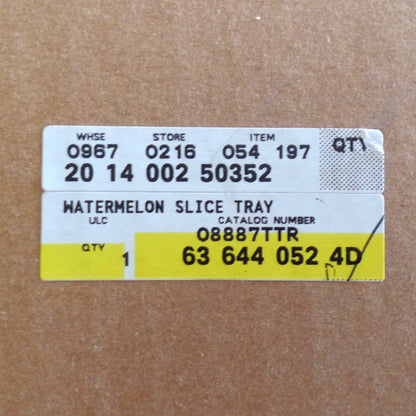 WHSE STORE ITEM QTY
0967 0216 054 197
20 14 002 50352
WATERMELON SLICE TRAY
ULC CATALOG NUMBER
08887TTR
QTY 1 63 644 052 4D